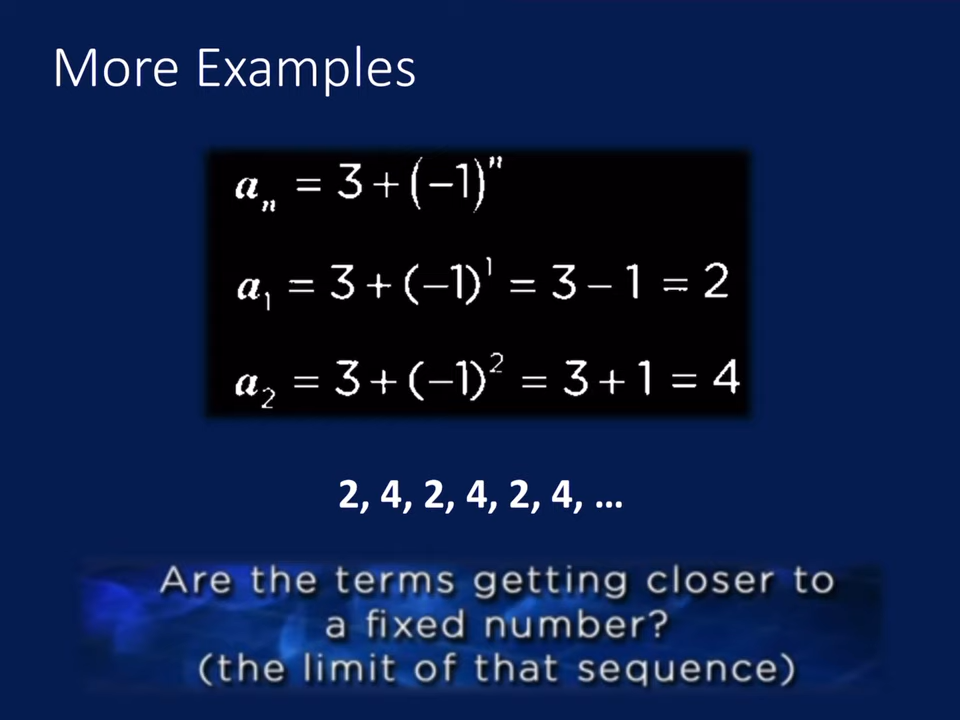 More Examples
aₙ = 3 + (−1)ⁿ
a₁ = 3 + (−1)¹ = 3 − 1 = 2
a₂ = 3 + (−1)² = 3 + 1 = 4
2, 4, 2, 4, 2, 4, …
Are the terms getting closer to
a fixed number?
(the limit of that sequence)